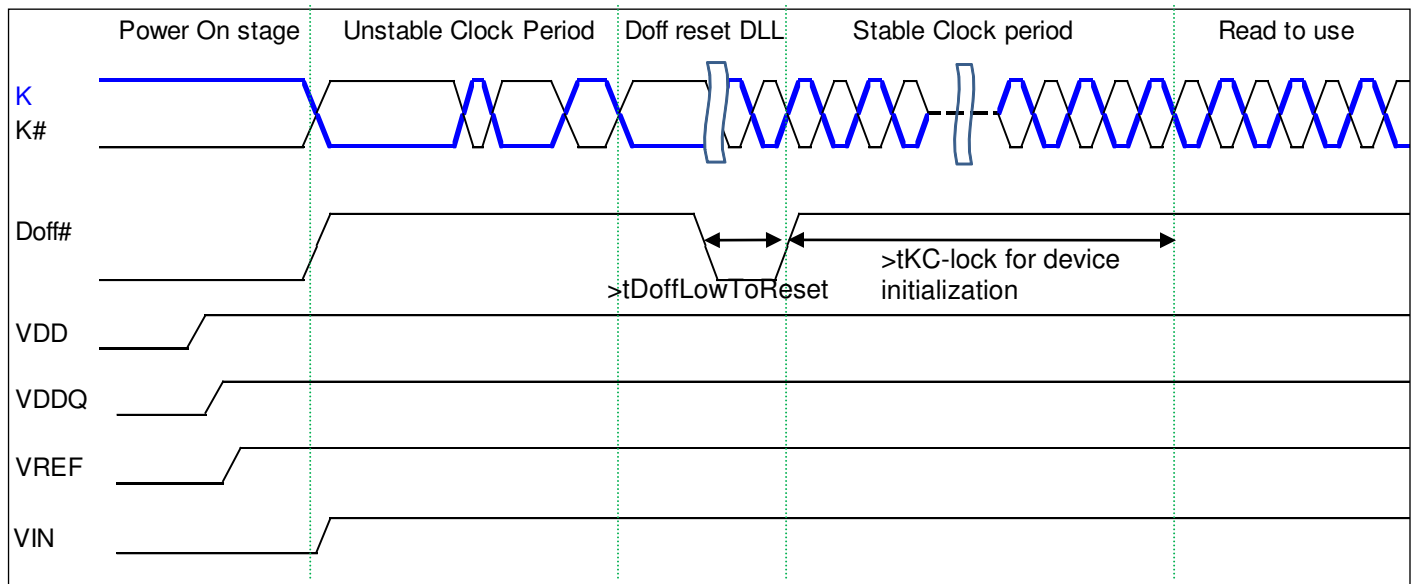 Power On stage
Unstable Clock Period
Doff reset DLL
Stable Clock period
Read to use
K
K#
Doff#
>tDoffLowToReset
>tKC-lock for device
initialization
VDD
VDDQ
VREF
VIN